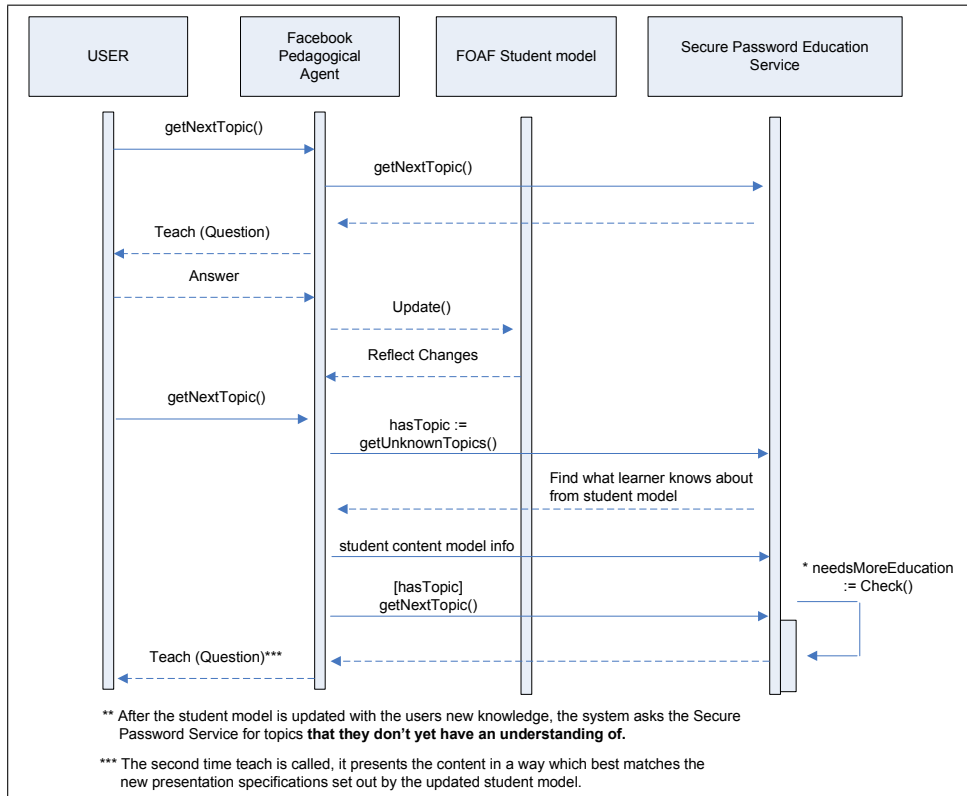 USER
Facebook
Pedagogical
Agent
FOAF Student model
Secure Password Education
Service
getNextTopic()
getNextTopic()
Teach (Question)
Answer
Update()
Reflect Changes
getNextTopic()
hasTopic :=
getUnknownTopics()
Find what learner knows about
from student model
student content model info
* needsMoreEducation
:= Check()
[hasTopic]
getNextTopic()
Teach (Question)***
** After the student model is updated with the users new knowledge, the system asks the Secure
Password Service for topics that they don't yet have an understanding of.
*** The second time teach is called, it presents the content in a way which best matches the
new presentation specifications set out by the updated student model.